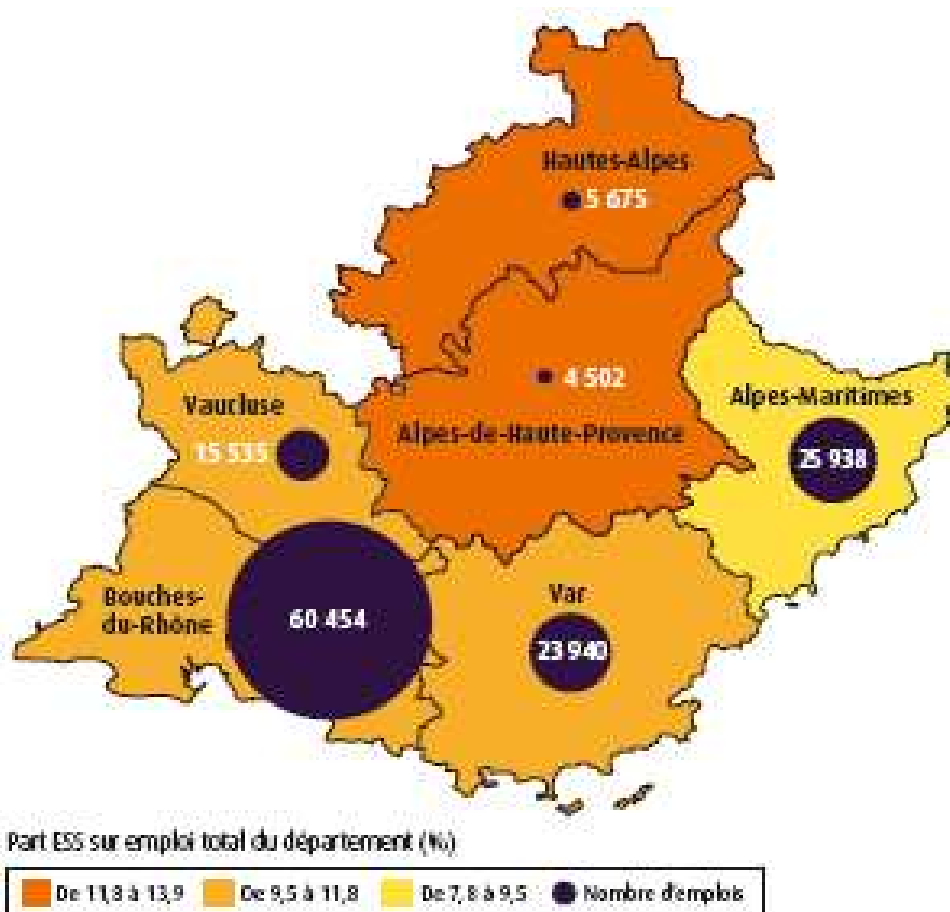 Hautes-Alpes
5 675
4 502
Alpes-de-Haute-Provence
Vaucluse
15 535
Alpes-Maritimes
25 938
Bouches-
du-Rhône
60 454
Var
23 940
Part ESS sur emploi total du département (%)
De 11,8 à 13,9
De 9,5 à 11,8
De 7,8 à 9,5
Nombre d'emplois